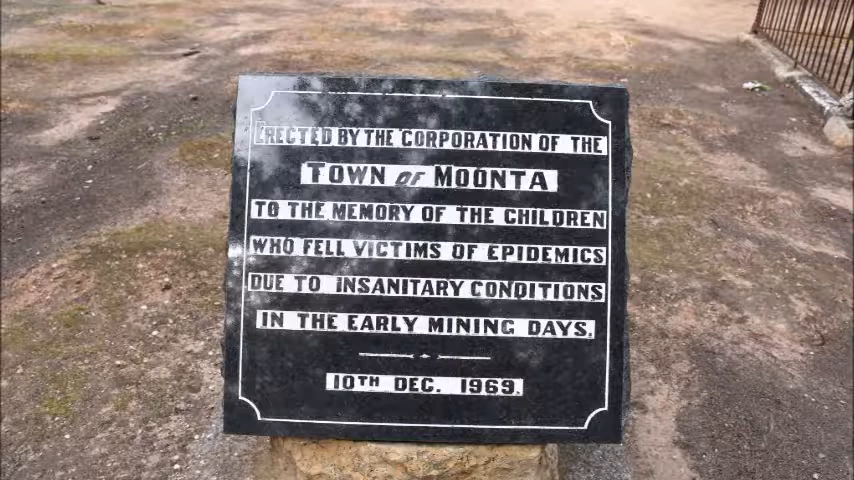 ERECTED BY THE CORPORATION OF THE
TOWN OF MOONTA
TO THE MEMORY OF THE CHILDREN
WHO FELL VICTIMS OF EPIDEMICS
DUE TO INSANITARY CONDITIONS
IN THE EARLY MINING DAYS.
10TH DEC. 1969.